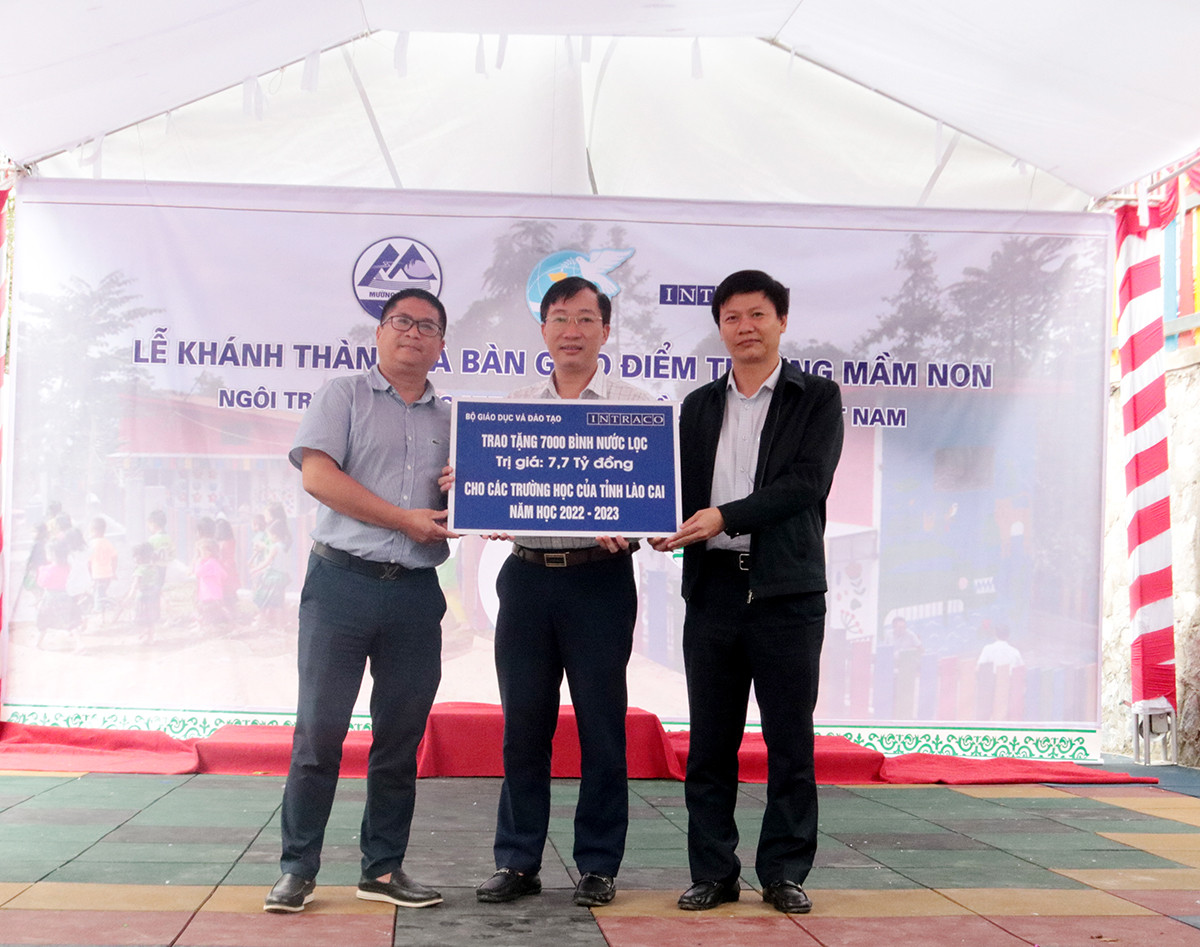 MƯỜNG
INTR
LỄ KHÁNH THÀN À BÀN G O ĐIỂM T NG MẦM NON
NGÔI TR T NAM
BỘ GIÁO DỤC VÀ ĐÀO TẠO INTRACO
TRAO TẶNG 7000 BÌNH NƯỚC LỌC
Trị giá: 7,7 Tỷ đồng
CHO CÁC TRƯỜNG HỌC CỦA TỈNH LÀO CAI
NĂM HỌC 2022 - 2023